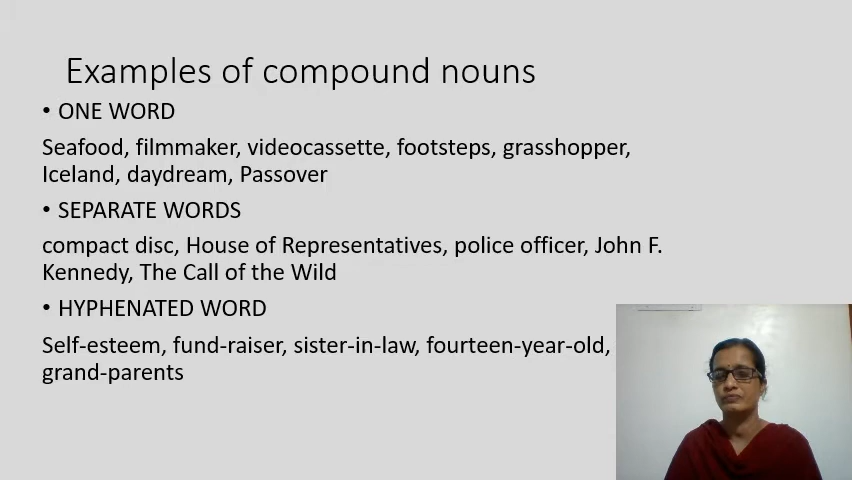 Examples of compound nouns
• ONE WORD
Seafood, filmmaker, videocassette, footsteps, grasshopper,
Iceland, daydream, Passover
• SEPARATE WORDS
compact disc, House of Representatives, police officer, John F.
Kennedy, The Call of the Wild
• HYPHENATED WORD
Self-esteem, fund-raiser, sister-in-law, fourteen-year-old,
grand-parents